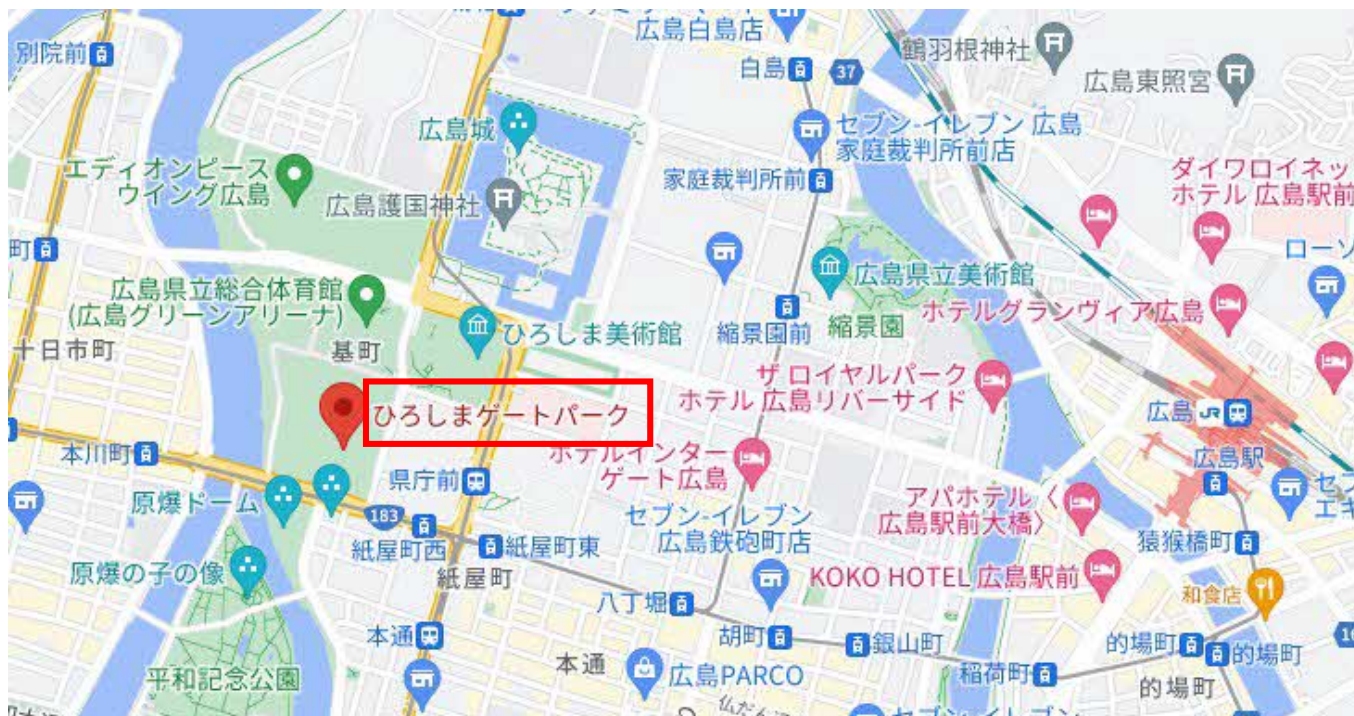 広島白島店
別院前
白島
37
鶴羽根神社
広島東照宮
広島城
セブン-イレブン 広島
家庭裁判所前店
エディオンピース
ウイング広島
広島護国神社
家庭裁判所前
ダイワロイネッ
ホテル 広島駅前
町
ローソ
広島県立総合体育館
(広島グリーンアリーナ)
広島県立美術館
ホテルグランヴィア広島
ひろしま美術館
縮景園前
縮景園
十日市町
基町
ザ ロイヤルパーク
ホテル 広島リバーサイド
ひろしまゲートパーク
広島
JR
本川町
県庁前
ホテルインター
ゲート広島
広島駅
セブ
エキ
原爆ドーム
183
紙屋町西
紙屋町東
セブン-イレブン
広島鉄砲町店
アパホテル〈
広島駅前大橋〉
猿猴橋町
原爆の子の像
紙屋町
KOKO HOTEL 広島駅前
和食店
八丁堀
本通
胡町
銀山町
的場町
的場町
16
本通
広島PARCO
稲荷町
的場町
平和記念公園